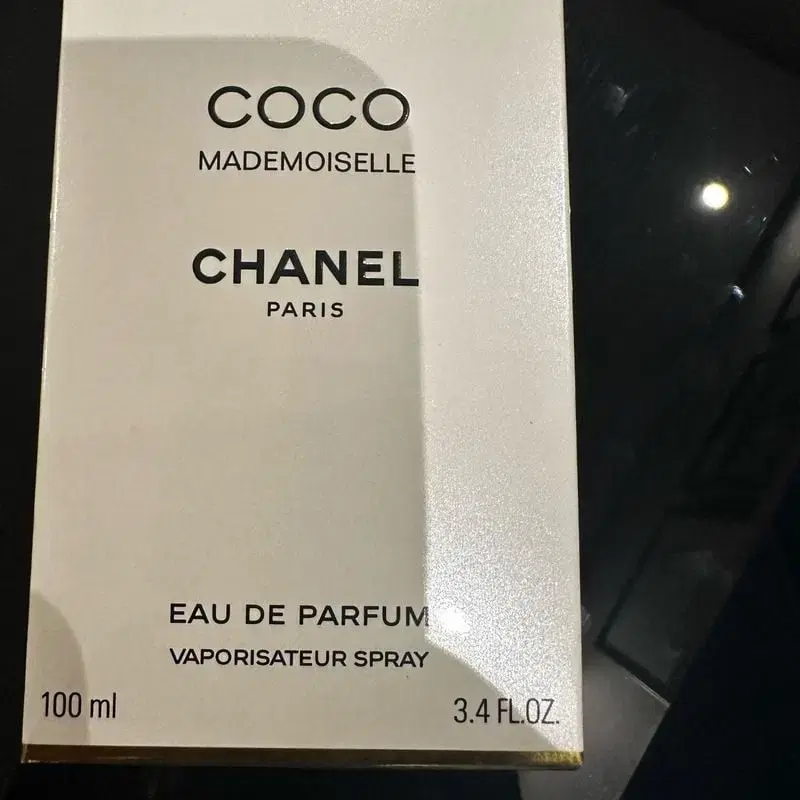 COCO
MADEMOISELLE
CHANEL
PARIS
EAU DE PARFUM
VAPORISATEUR SPRAY
100 ml 3.4 FL.OZ.